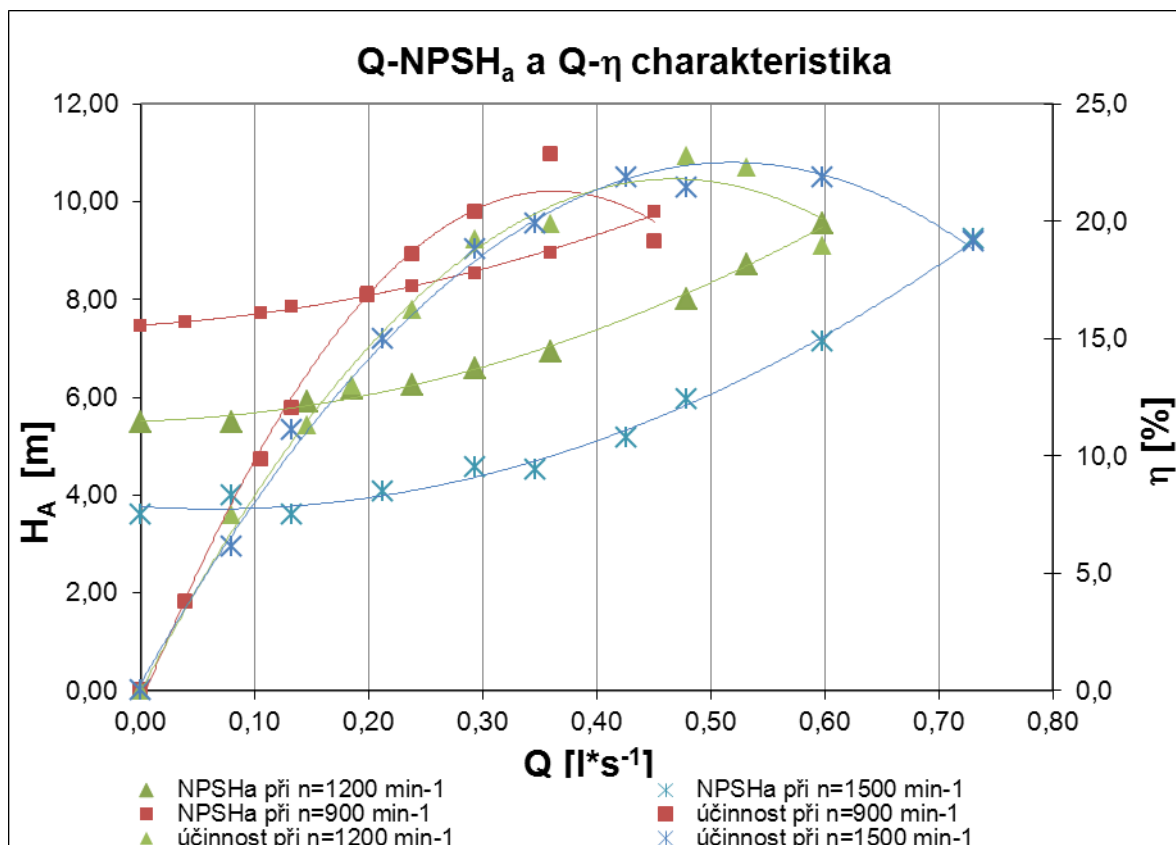 Q-NPSHa a Q-η charakteristika
12,00
10,00
8,00
6,00
4,00
2,00
0,00
H_A [m]
25,0
20,0
15,0
10,0
5,0
0,0
η [%]
0,00 0,10 0,20 0,30 0,40 0,50 0,60 0,70 0,80
Q [l*s⁻¹]
NPSHa při n=1200 min-1 NPSHa při n=1500 min-1
NPSHa při n=900 min-1 účinnost při n=900 min-1
účinnost při n=1200 min-1 účinnost při n=1500 min-1